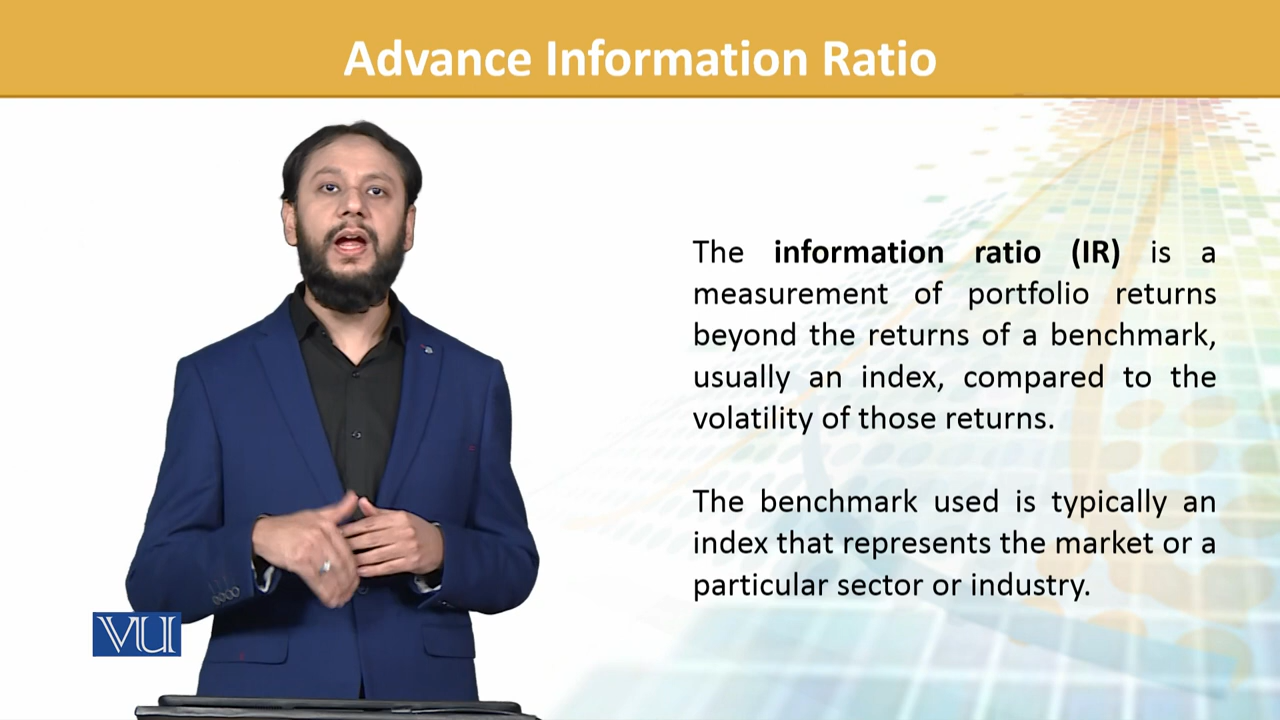 Advance Information Ratio
The information ratio (IR) is a
measurement of portfolio returns
beyond the returns of a benchmark,
usually an index, compared to the
volatility of those returns.
The benchmark used is typically an
index that represents the market or a
particular sector or industry.
VU